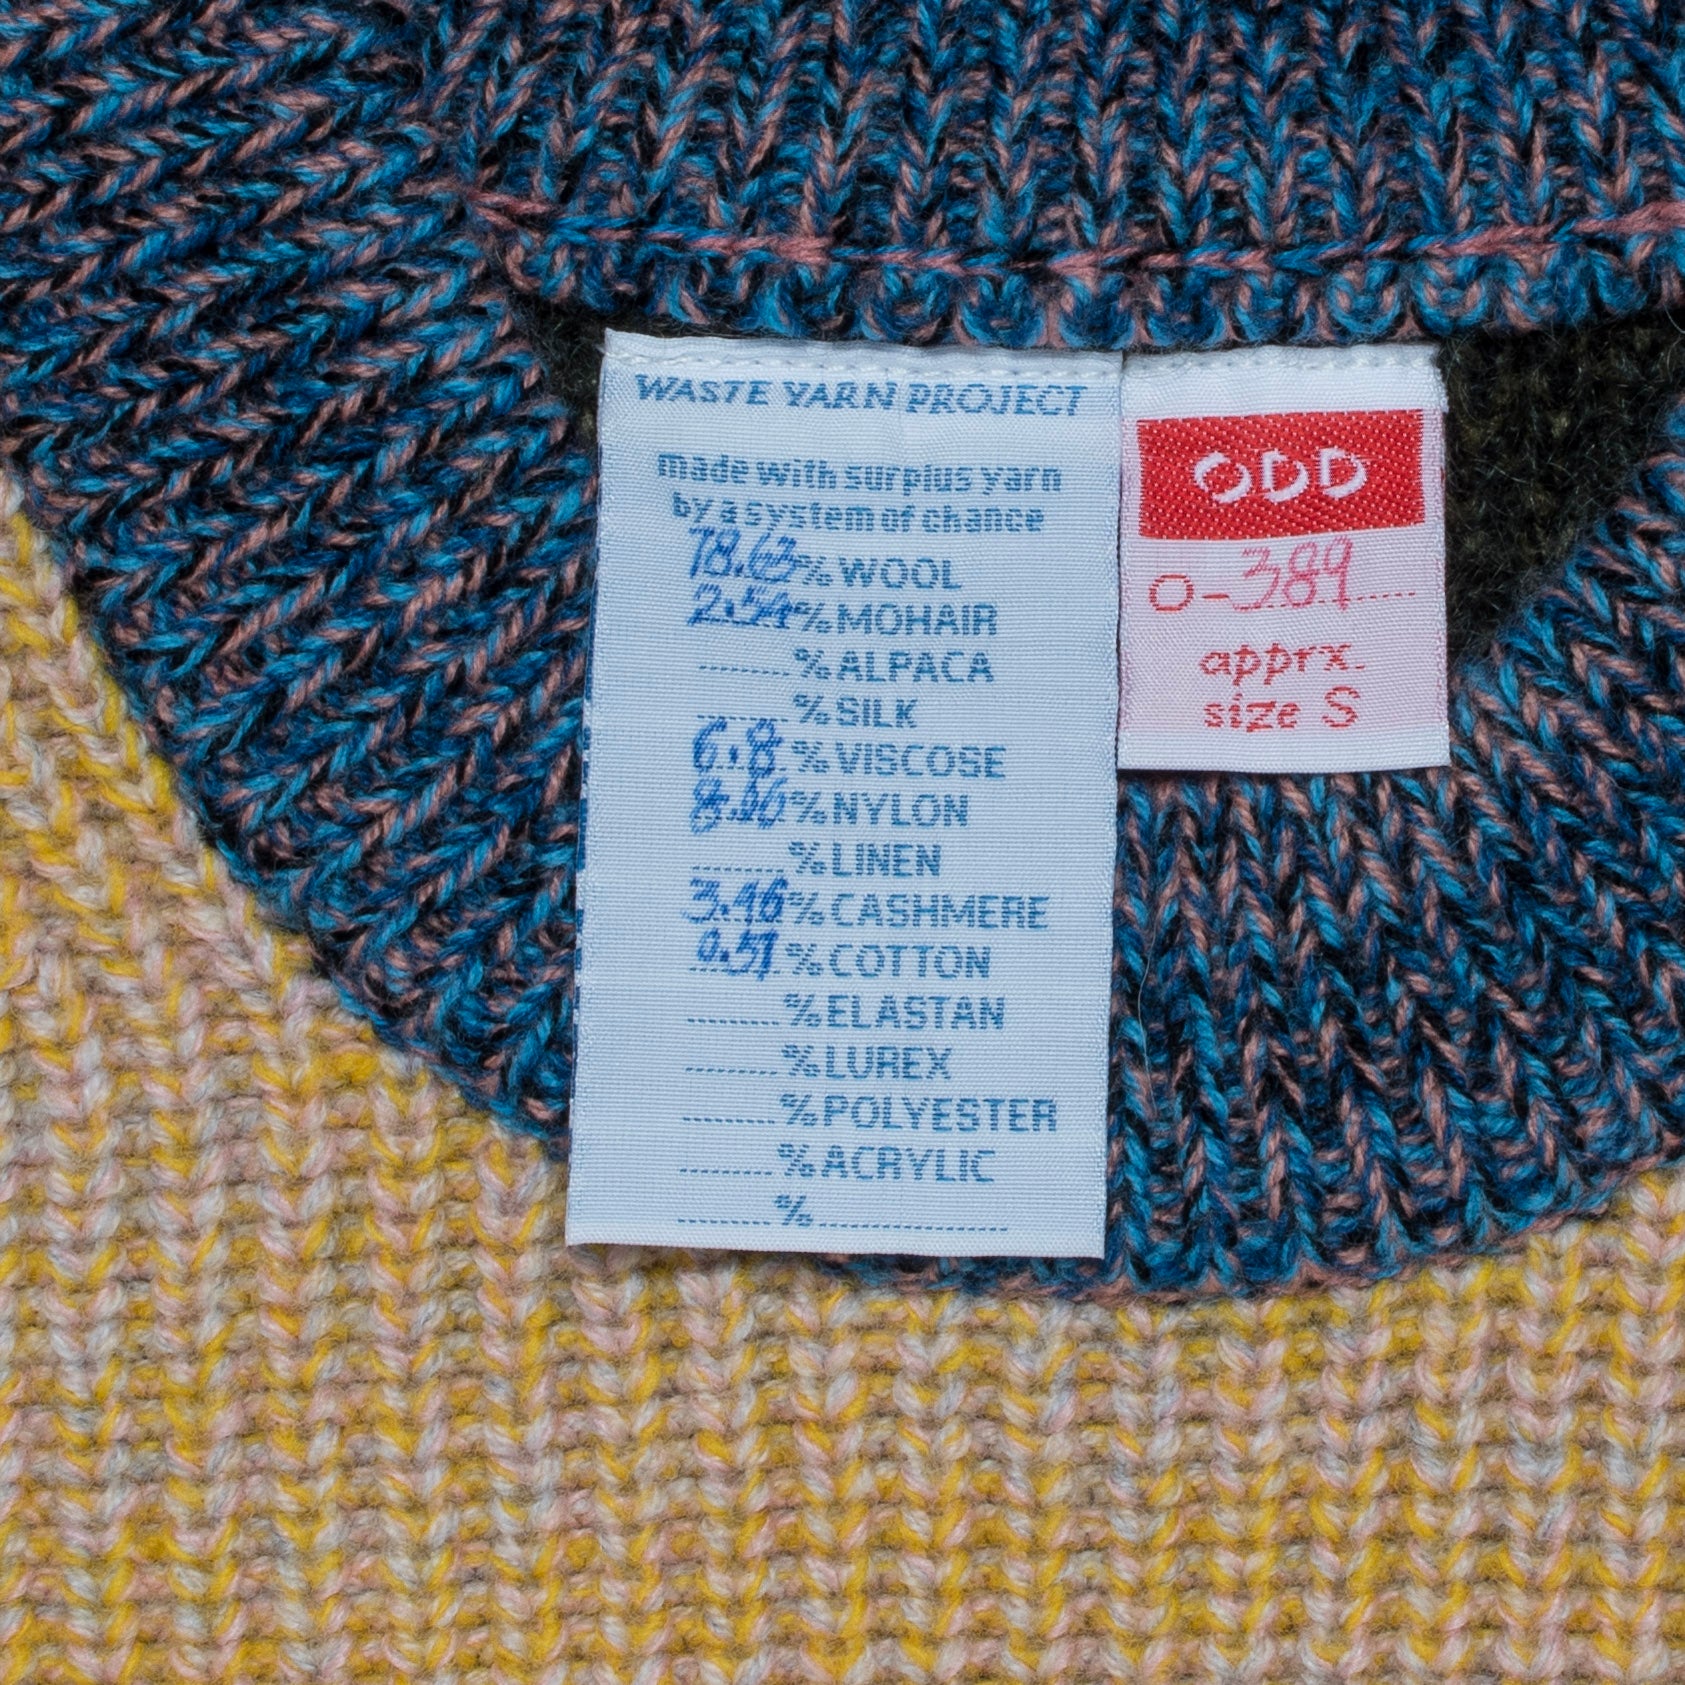 WASTE YARN PROJECT
made with surplus yarn
by a system of chance
78.63% WOOL
2.54% MOHAIR
% ALPACA
% SILK
6.8% VISCOSE
8.06% NYLON
% LINEN
3.46% CASHMERE
0.51% COTTON
% ELASTAN
% LUREX
% POLYESTER
% ACRYLIC
%
ODD
O-389
apprx.
size S